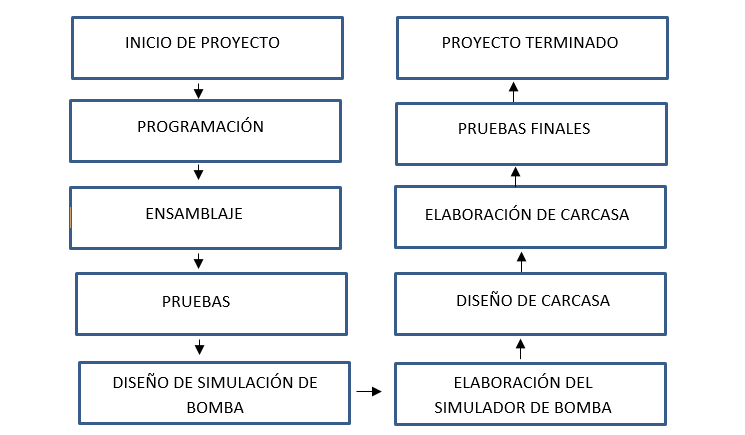 INICIO DE PROYECTO
PROGRAMACIÓN
ENSAMBLAJE
PRUEBAS
DISEÑO DE SIMULACIÓN DE
BOMBA
ELABORACIÓN DEL
SIMULADOR DE BOMBA
DISEÑO DE CARCASA
ELABORACIÓN DE CARCASA
PRUEBAS FINALES
PROYECTO TERMINADO